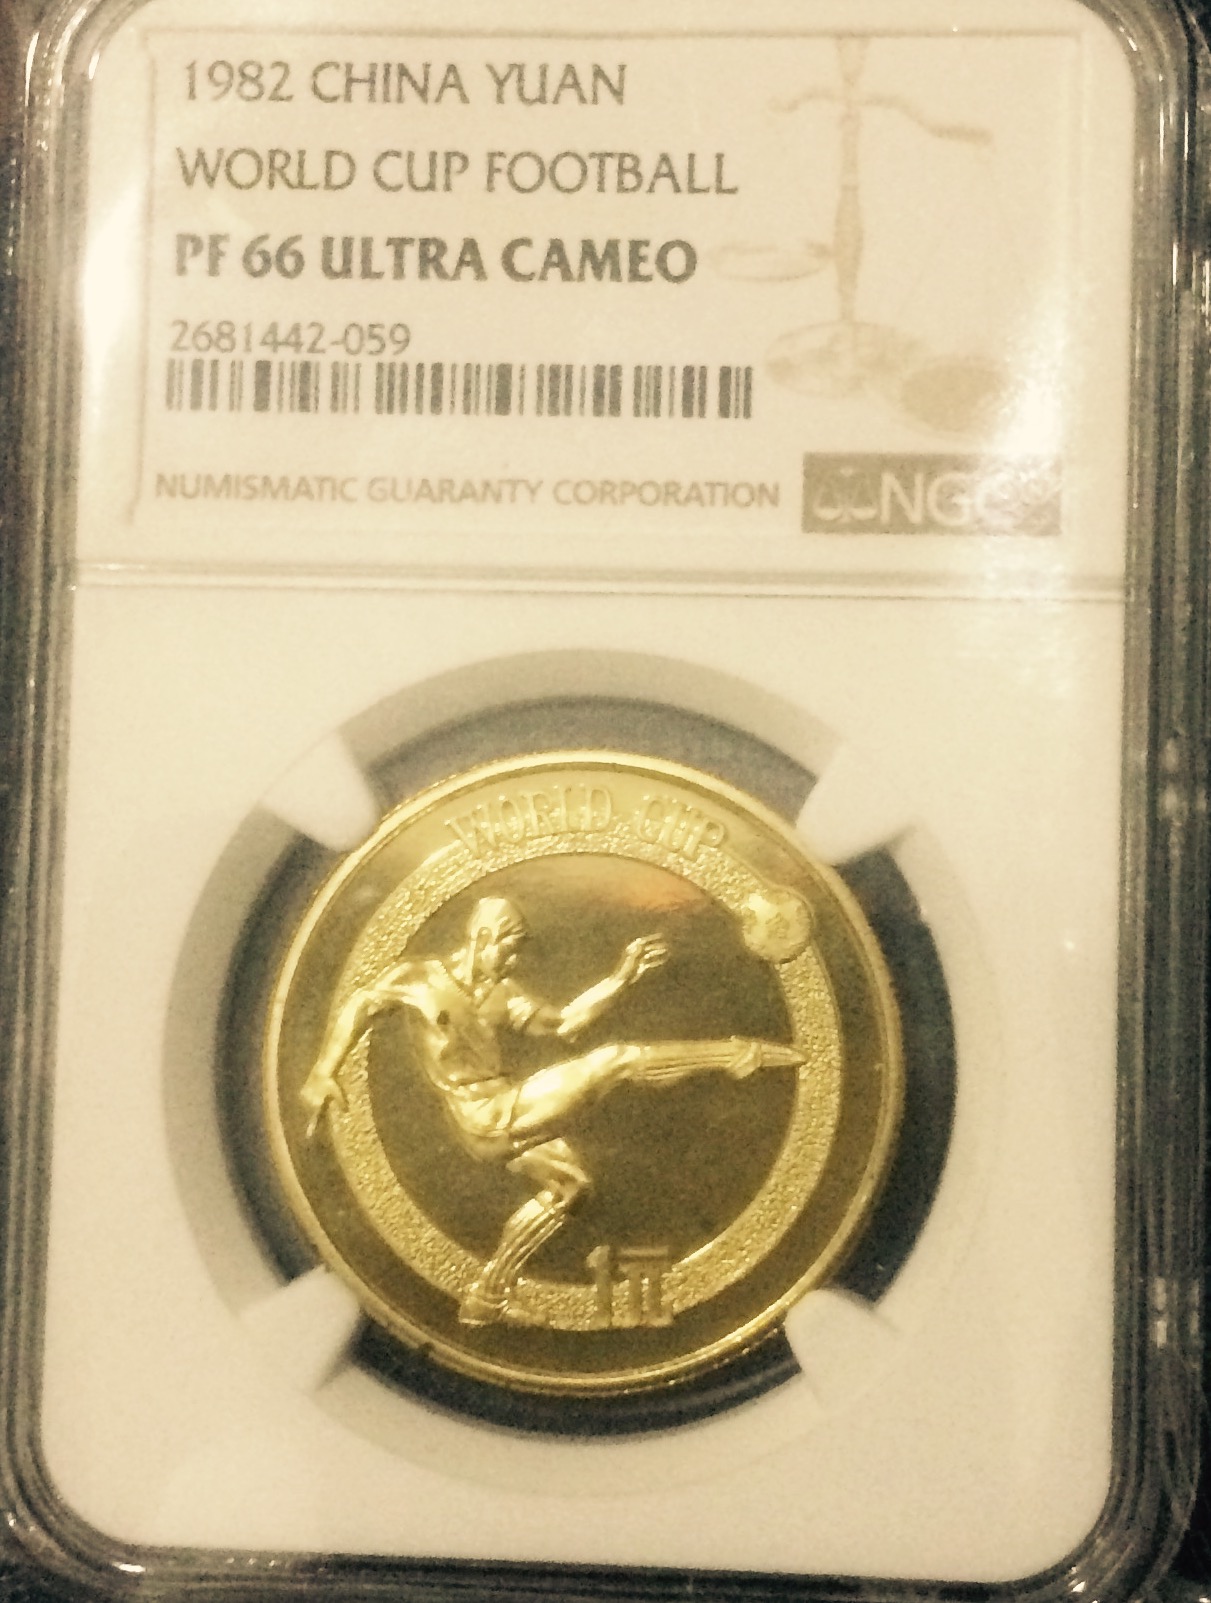 1982 CHINA YUAN
WORLD CUP FOOTBALL
PF 66 ULTRA CAMEO
2681442-059
NUMISMATIC GUARANTY CORPORATION
NGC
WORLD CUP
1元